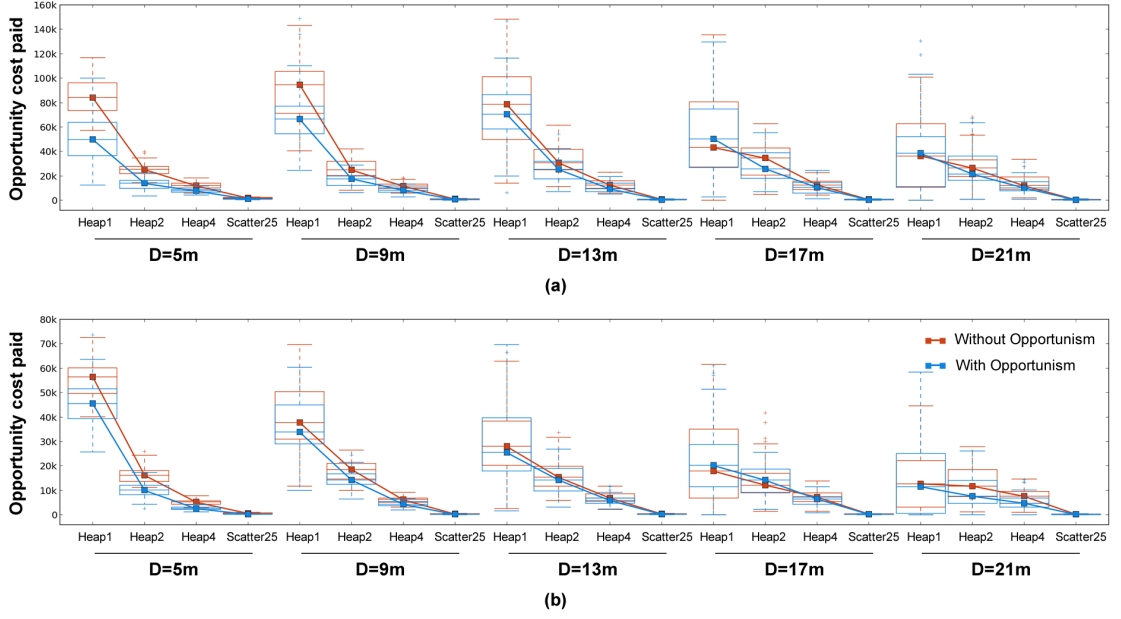 Opportunity cost paid
160k
140k
120k
100k
80k
60k
40k
20k
0
Heap1 Heap2 Heap4 Scatter25 Heap1 Heap2 Heap4 Scatter25 Heap1 Heap2 Heap4 Scatter25 Heap1 Heap2 Heap4 Scatter25 Heap1 Heap2 Heap4 Scatter25
D=5m D=9m D=13m D=17m D=21m
(a)
Opportunity cost paid
80k
70k
60k
50k
40k
30k
20k
10k
0
Without Opportunism
With Opportunism
Heap1 Heap2 Heap4 Scatter25 Heap1 Heap2 Heap4 Scatter25 Heap1 Heap2 Heap4 Scatter25 Heap1 Heap2 Heap4 Scatter25 Heap1 Heap2 Heap4 Scatter25
D=5m D=9m D=13m D=17m D=21m
(b)